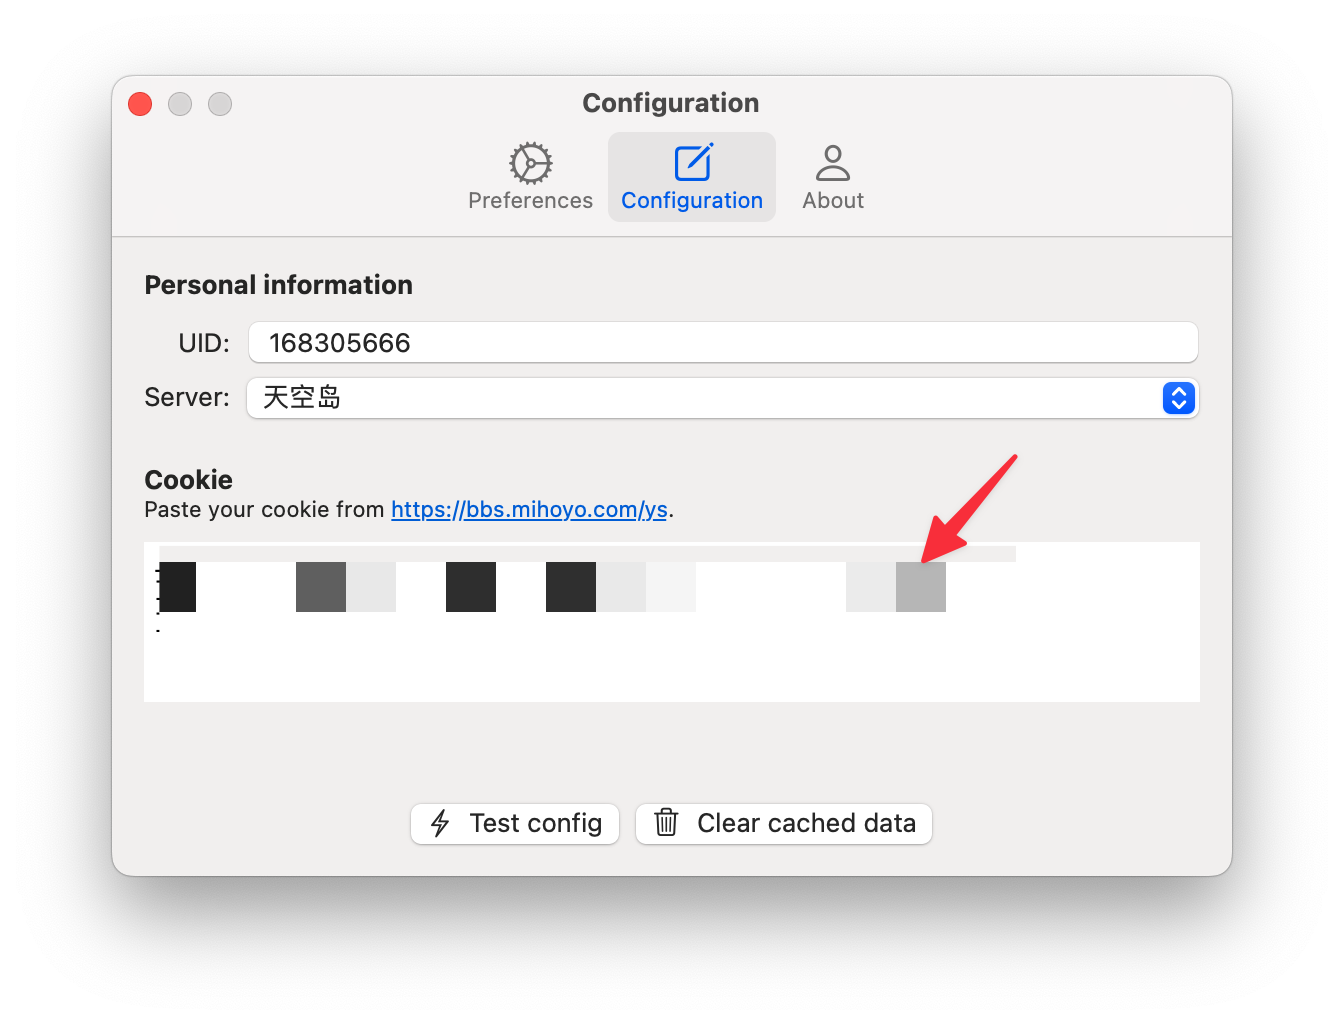 Configuration
Preferences
Configuration
About
Personal information
UID: 168305666
Server: 天空岛
Cookie
Paste your cookie from https://bbs.mihoyo.com/ys.
Test config
Clear cached data